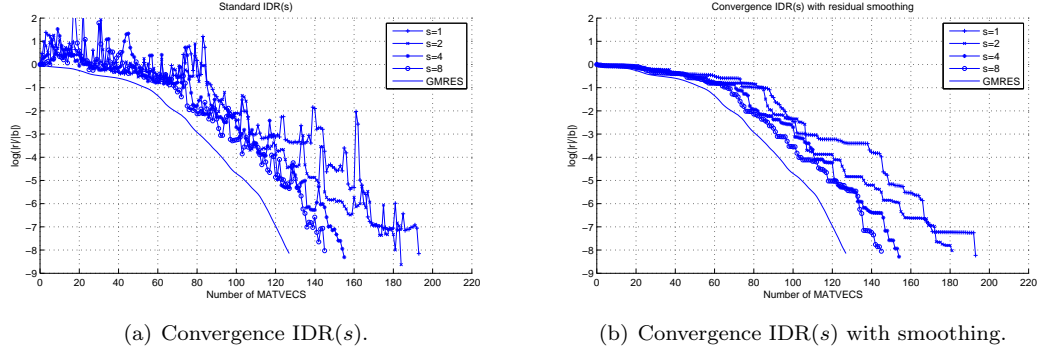 Standard IDR(s)
2
1
0
−1
−2
−3
−4
−5
−6
−7
−8
−9
log(|r|/|b|)
0 20 40 60 80 100 120 140 160 180 200 220
Number of MATVECS
s=1
s=2
s=4
s=8
GMRES
(a) Convergence IDR(s).
Convergence IDR(s) with residual smoothing
2
1
0
−1
−2
−3
−4
−5
−6
−7
−8
−9
log(|r|/|b|)
0 20 40 60 80 100 120 140 160 180 200 220
Number of MATVECS
s=1
s=2
s=4
s=8
GMRES
(b) Convergence IDR(s) with smoothing.